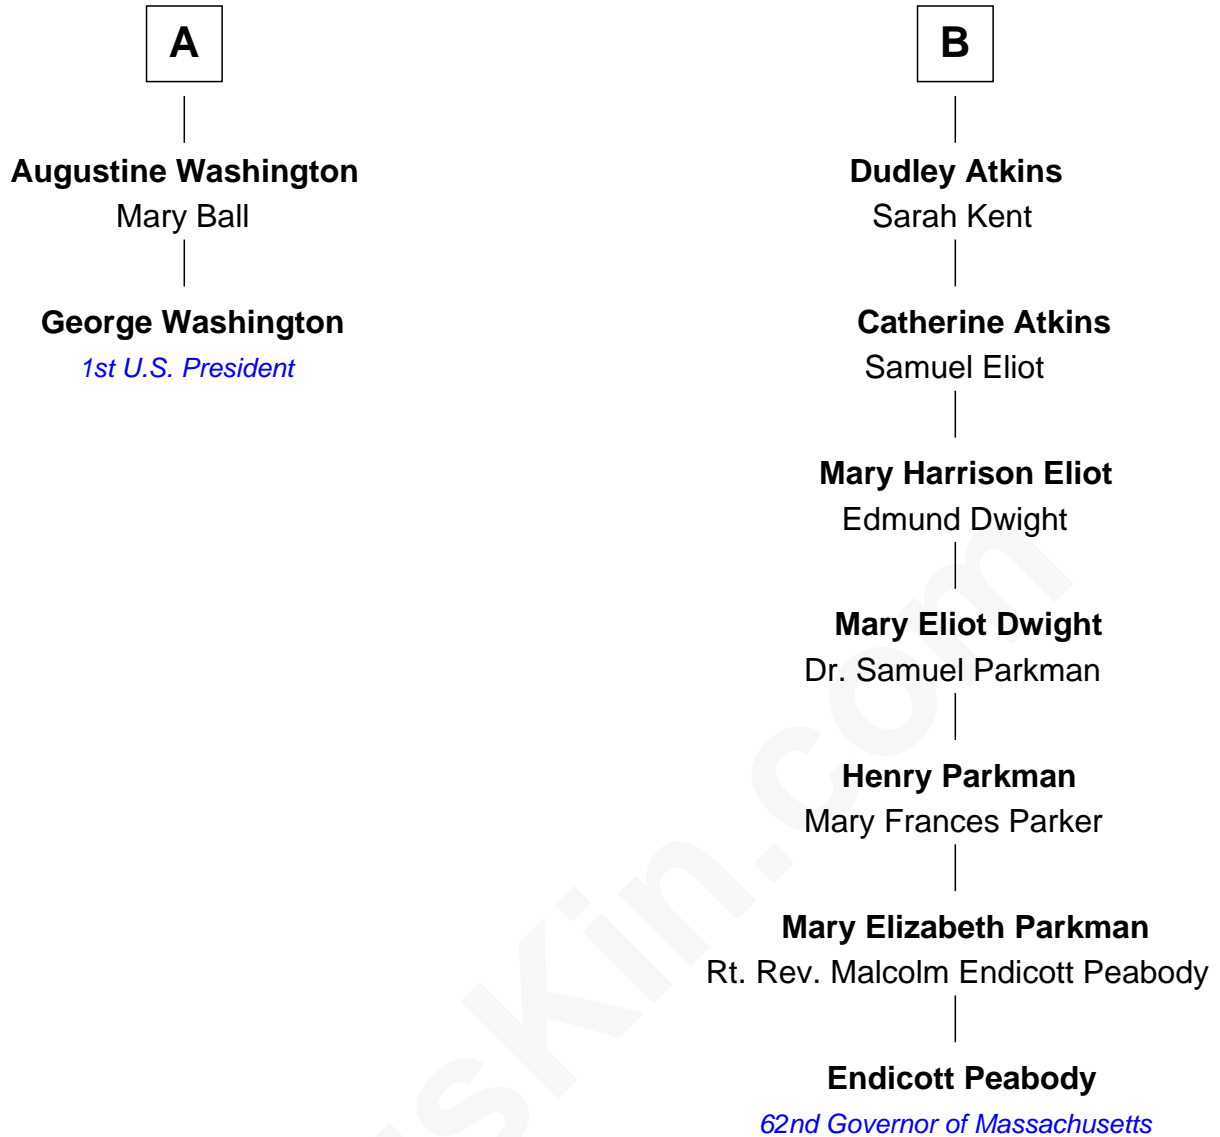 A
Augustine Washington
Mary Ball
George Washington
1st U.S. President
B
Dudley Atkins
Sarah Kent
Catherine Atkins
Samuel Eliot
Mary Harrison Eliot
Edmund Dwight
Mary Eliot Dwight
Dr. Samuel Parkman
Henry Parkman
Mary Frances Parker
Mary Elizabeth Parkman
Rt. Rev. Malcolm Endicott Peabody
Endicott Peabody
62nd Governor of Massachusetts
sKin.com